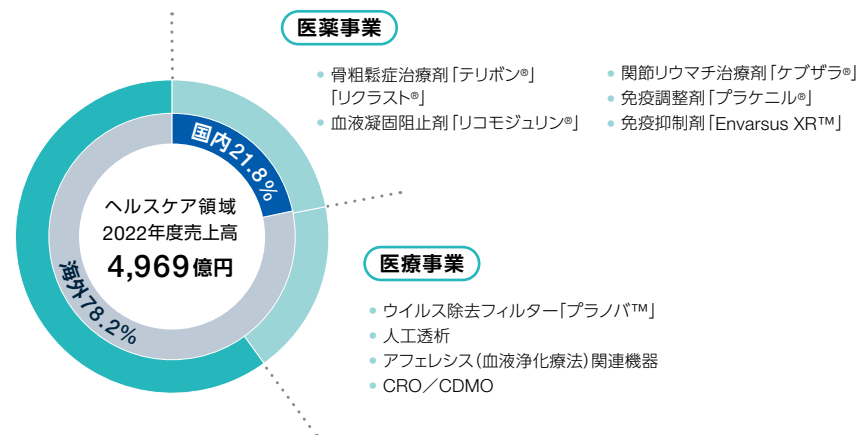 医薬事業
• 骨粗鬆症治療剤「テリボン®」
「リクラスト®」
• 血液凝固阻止剤「リコモジュリン®」
• 関節リウマチ治療剤「ケブザラ®」
• 免疫調整剤「プラケニル®」
• 免疫抑制剤「Envarsus XR™」
国内21.8%
ヘルスケア領域
2022年度売上高
4,969億円
海外78.2%
医療事業
• ウイルス除去フィルター「プラノバ™」
• 人工透析
• アフェレシス(血液浄化療法)関連機器
• CRO/CDMO